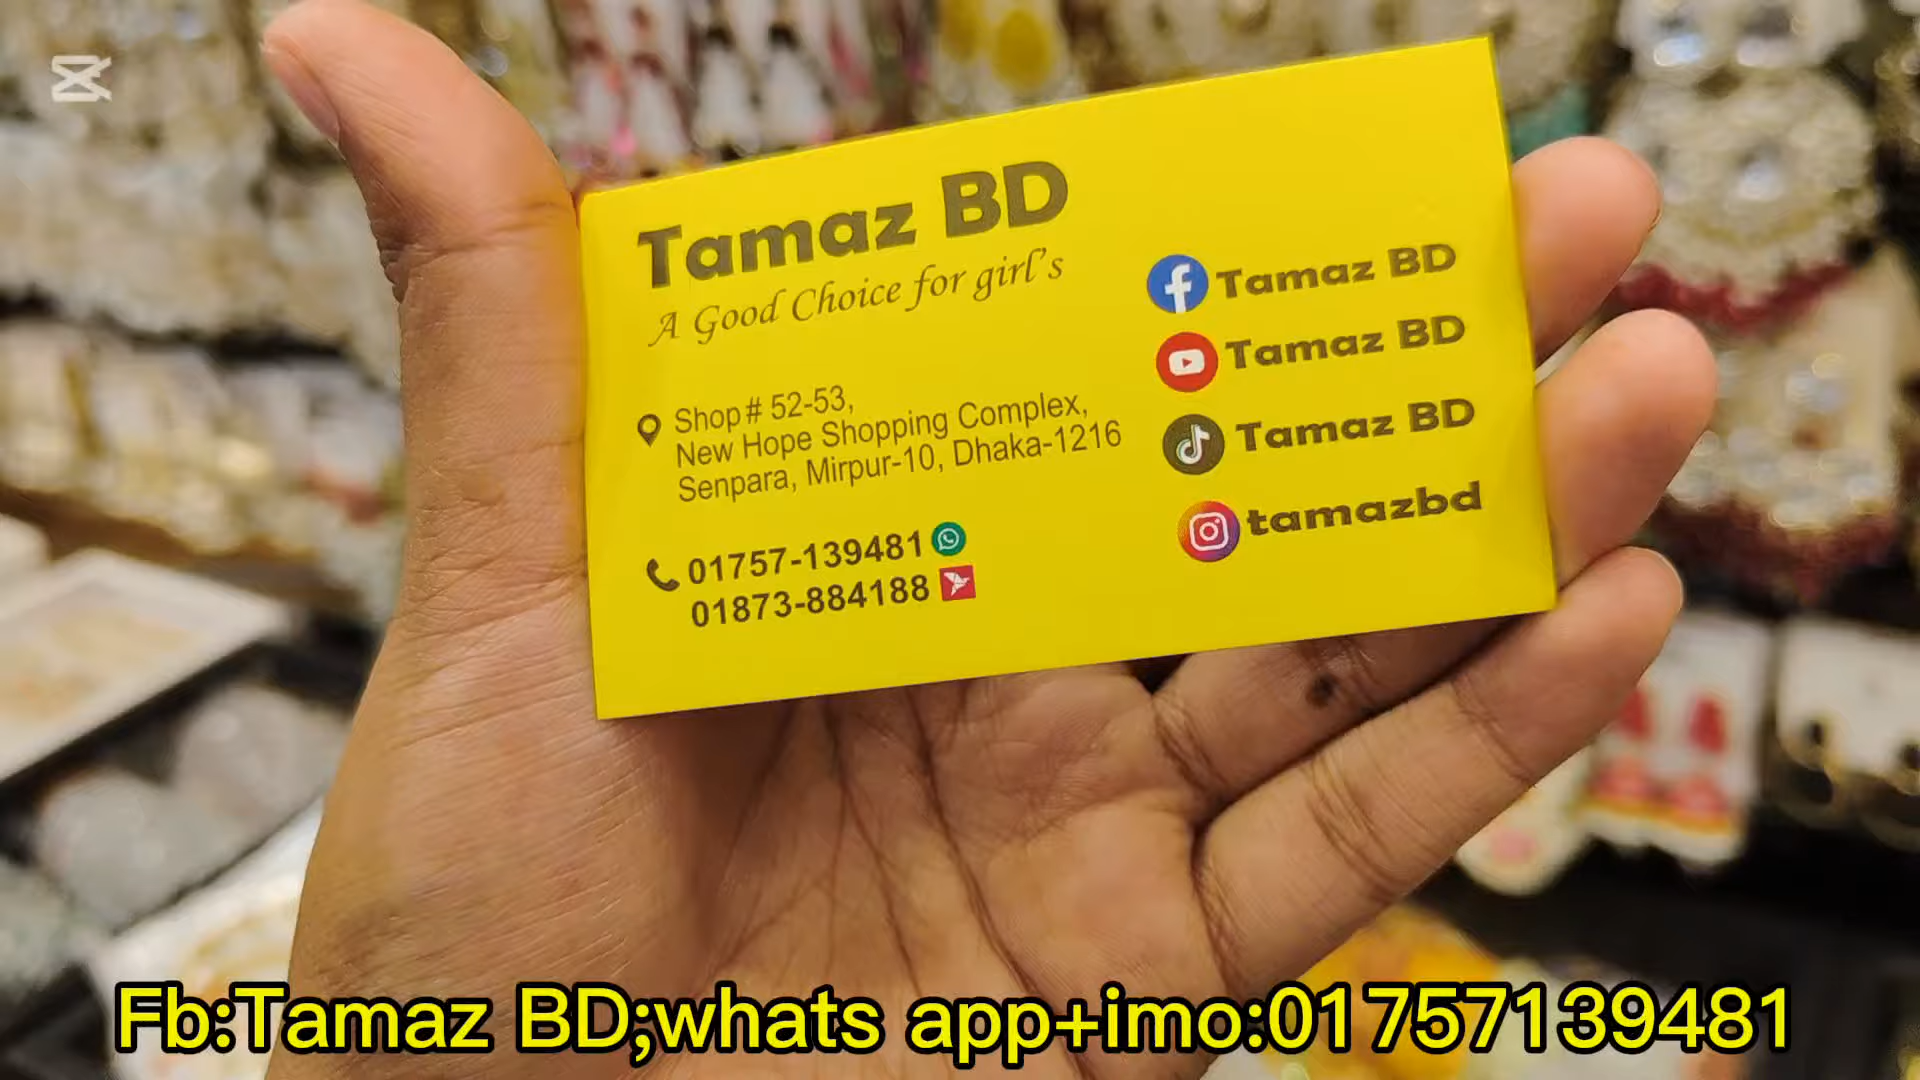 Tamaz BD
A Good Choice for girl's
Shop# 52-53,
New Hope Shopping Complex,
Senpara, Mirpur-10, Dhaka-1216
01757-139481
01873-884188
Tamaz BD
Tamaz BD
Tamaz BD
tamazbd
Fb:Tamaz BD;whats app+imo:01757139481